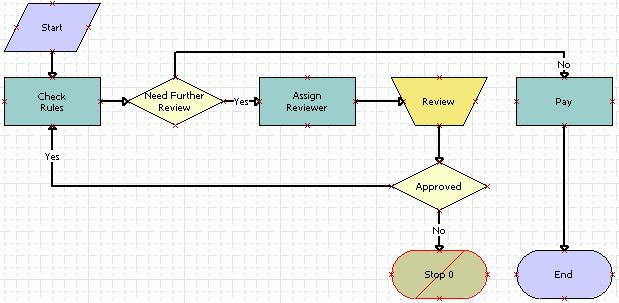 Start
No
Check
Rules
Need Further
Review
Yes
Assign
Reviewer
Review
Pay
Yes
Approved
No
Stop 0
End